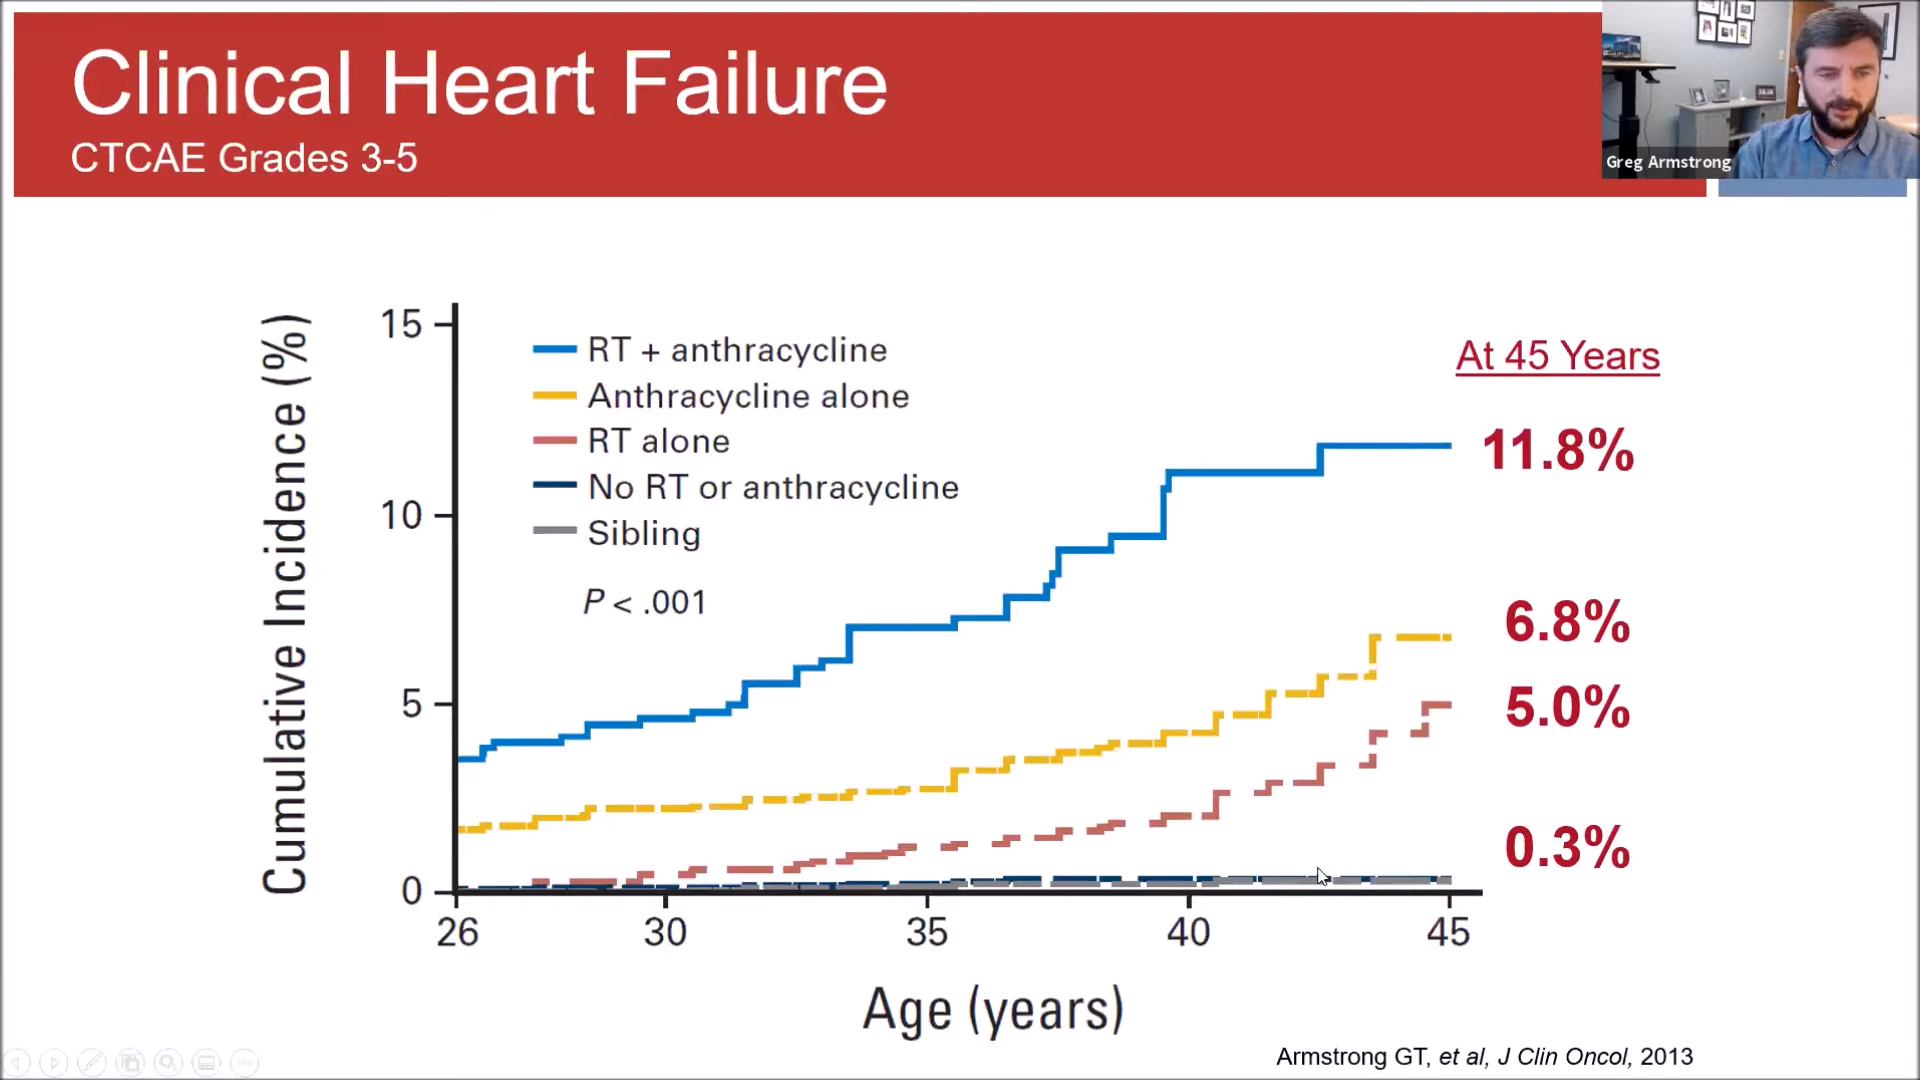 Clinical Heart Failure
CTCAE Grades 3-5
Greg Armstrong
Cumulative Incidence (%)
15
10
5
0
RT + anthracycline
Anthracycline alone
RT alone
No RT or anthracycline
Sibling
P < .001
At 45 Years
11.8%
6.8%
5.0%
0.3%
26 30 35 40 45
Age (years)
Armstrong GT, et al, J Clin Oncol, 2013